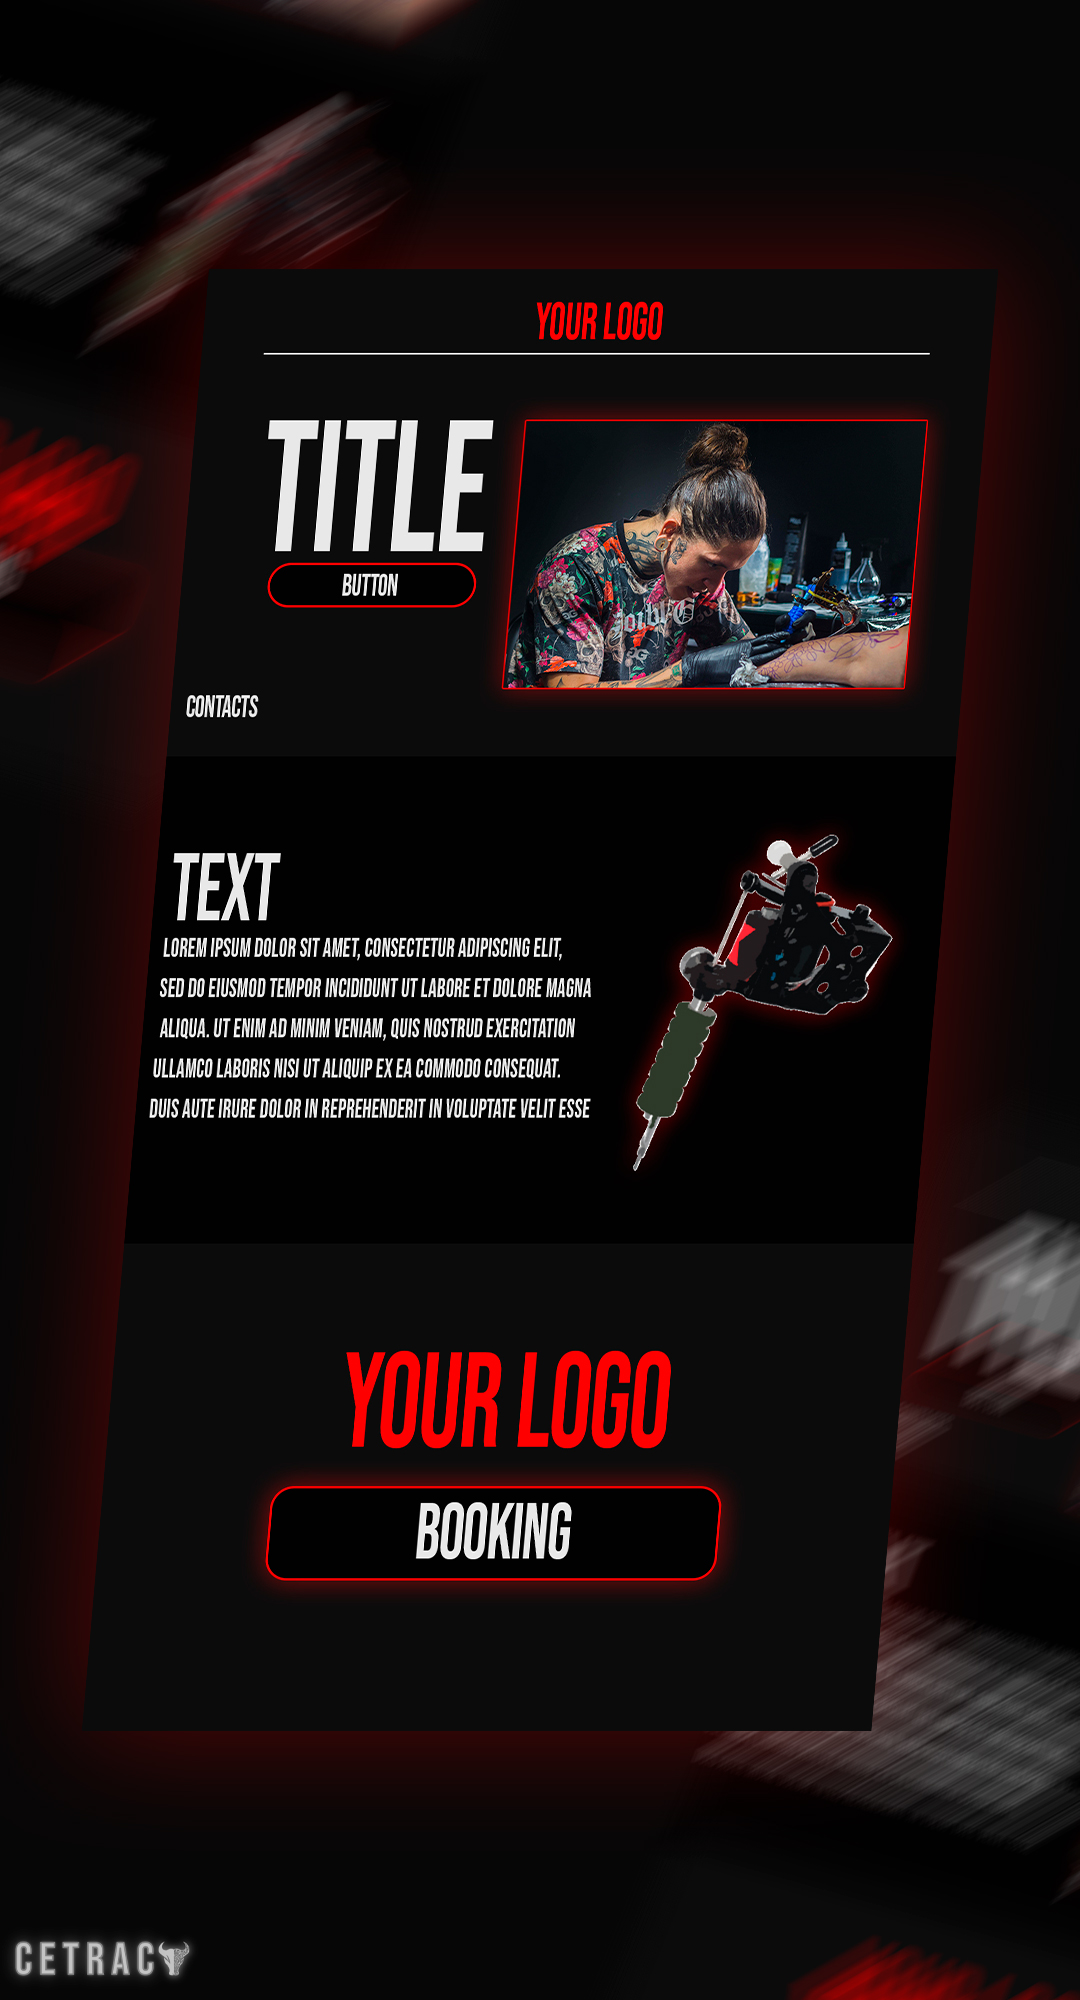 YOUR LOGO
TITLE
BUTTON
CONTACTS
TEXT
LOREM IPSUM DOLOR SIT AMET, CONSECTETUR ADIPISCING ELIT,
SED DO EIUSMOD TEMPOR INCIDIDUNT UT LABORE ET DOLORE MAGNA
ALIQUA. UT ENIM AD MINIM VENIAM, QUIS NOSTRUD EXERCITATION
ULLAMCO LABORIS NISI UT ALIQUIP EX EA COMMODO CONSEQUAT.
DUIS AUTE IRURE DOLOR IN REPREHENDERIT IN VOLUPTATE VELIT ESSE
YOUR LOGO
BOOKING
CETRAC